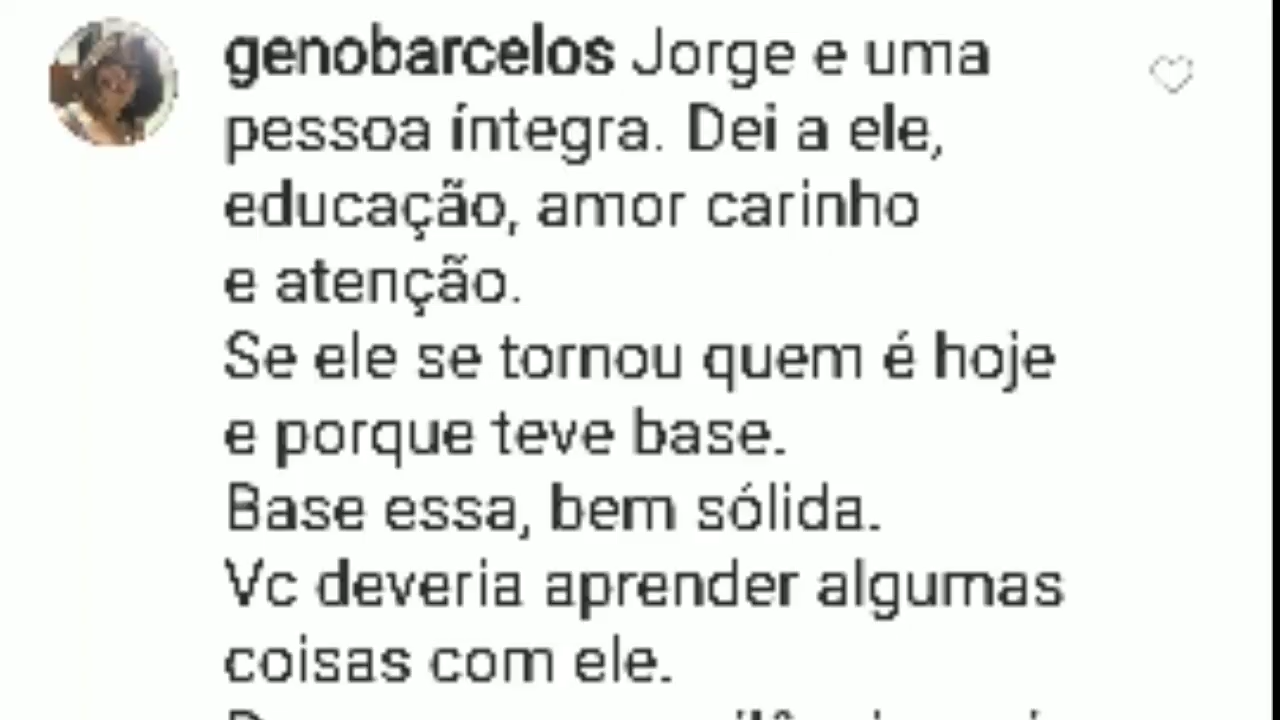 genobarcelos Jorge e uma
pessoa íntegra. Dei a ele,
educação, amor carinho
e atenção.
Se ele se tornou quem é hoje
e porque teve base.
Base essa, bem sólida.
Vc deveria aprender algumas
coisas com ele.